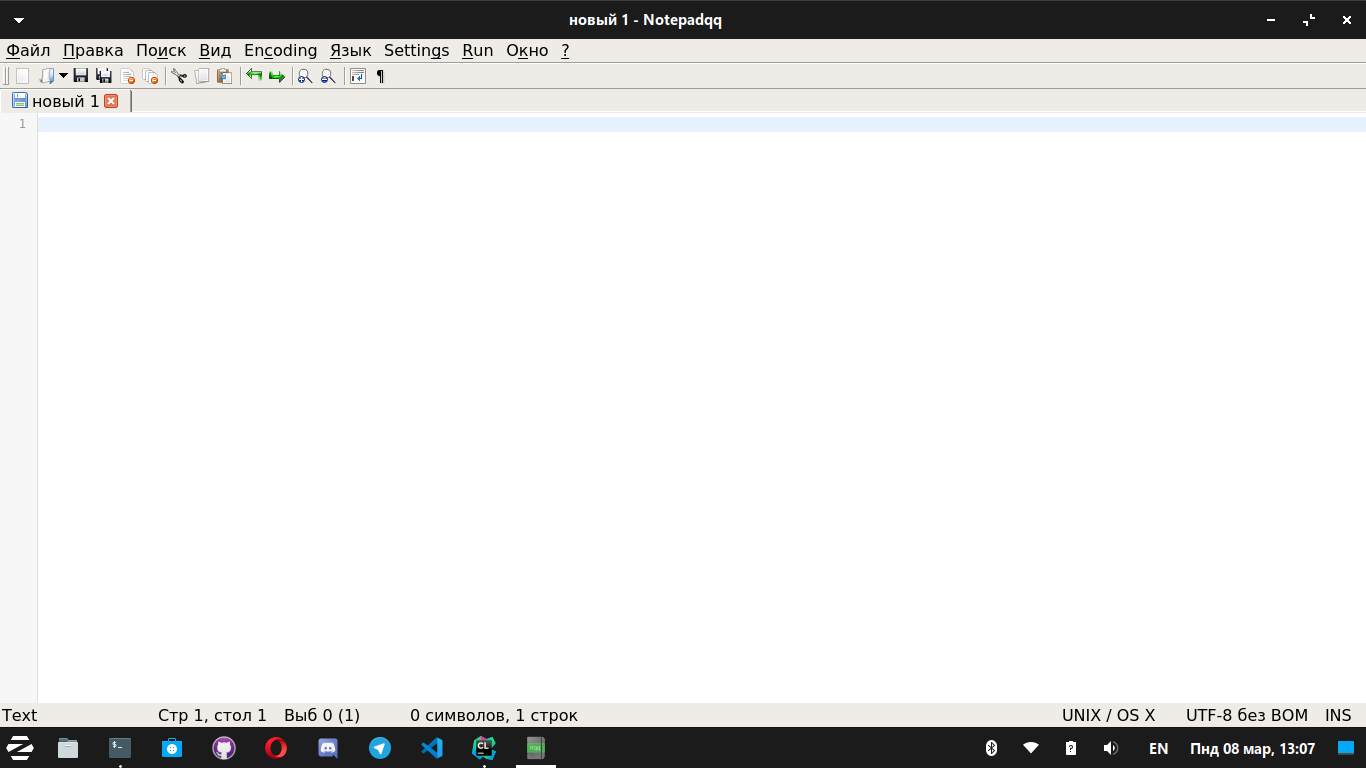 новый 1 - Notepadqq
Файл Правка Поиск Вид Encoding Язык Settings Run Окно ?
новый 1
1
Text Стр 1, стол 1 Выб 0 (1) 0 символов, 1 строк UNIX / OS X UTF-8 без BOM INS
$- CL nqq EN Пнд 08 мар, 13:07